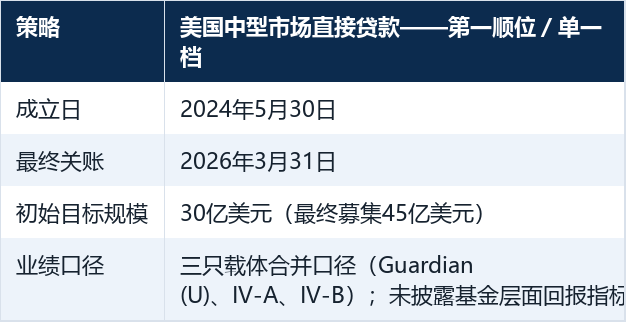 策略
美国中型市场直接贷款——第一顺位 / 单一
档
成立日
2024年5月30日
最终关账
2026年3月31日
初始目标规模
30亿美元（最终募集45亿美元）
业绩口径
三只载体合并口径（Guardian
(U)、IV-A、IV-B）；未披露基金层面回报指标